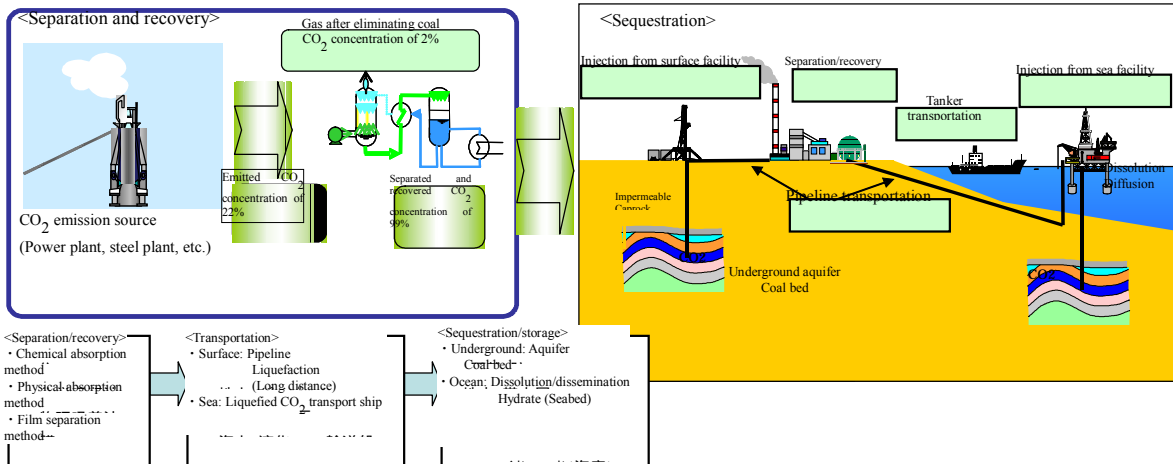 <Separation and recovery>
Gas after eliminating coal
CO2 concentration of 2%
Emitted CO2
concentration of
22%
Separated and
recovered CO2
concentration of
99%
CO2 emission source
(Power plant, steel plant, etc.)
<Sequestration>
Injection from surface facility
Separation/recovery
Injection from sea facility
Tanker
transportation
Dissolution
Diffusion
Pipeline transportation
Impermeable
Caprock
CO2
Underground aquifer
Coal bed
CO2
<Separation/recovery>
・Chemical absorption
method
・Physical absorption
method
・Film separation
method
<Transportation>
・Surface: Pipeline
Liquefaction
(Long distance)
・Sea: Liquefied CO2 transport ship
<Sequestration/storage>
・Underground: Aquifer
Coal bed
・Ocean: Dissolution/dissemination
Hydrate (Seabed)